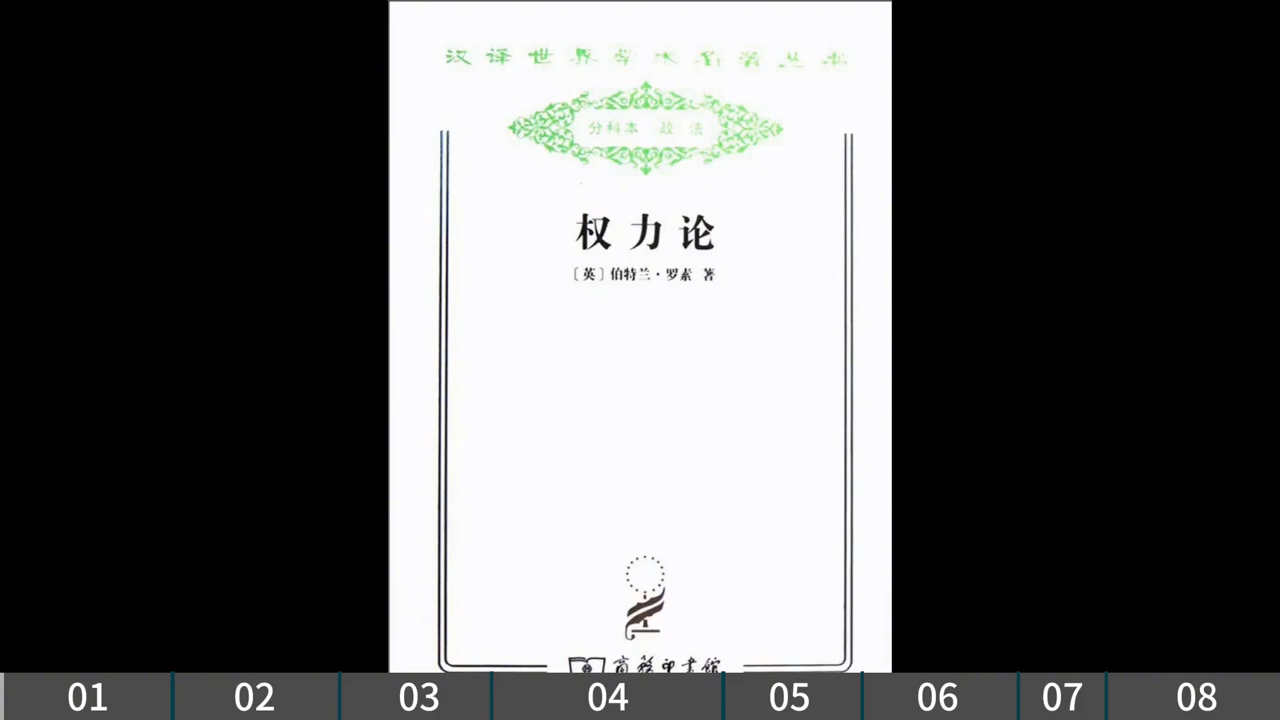 汉译世界学术名著丛书
分科本 政法
权力论
〔英〕伯特兰·罗素 著
商务印书馆
01 02 03 04 05 06 07 08